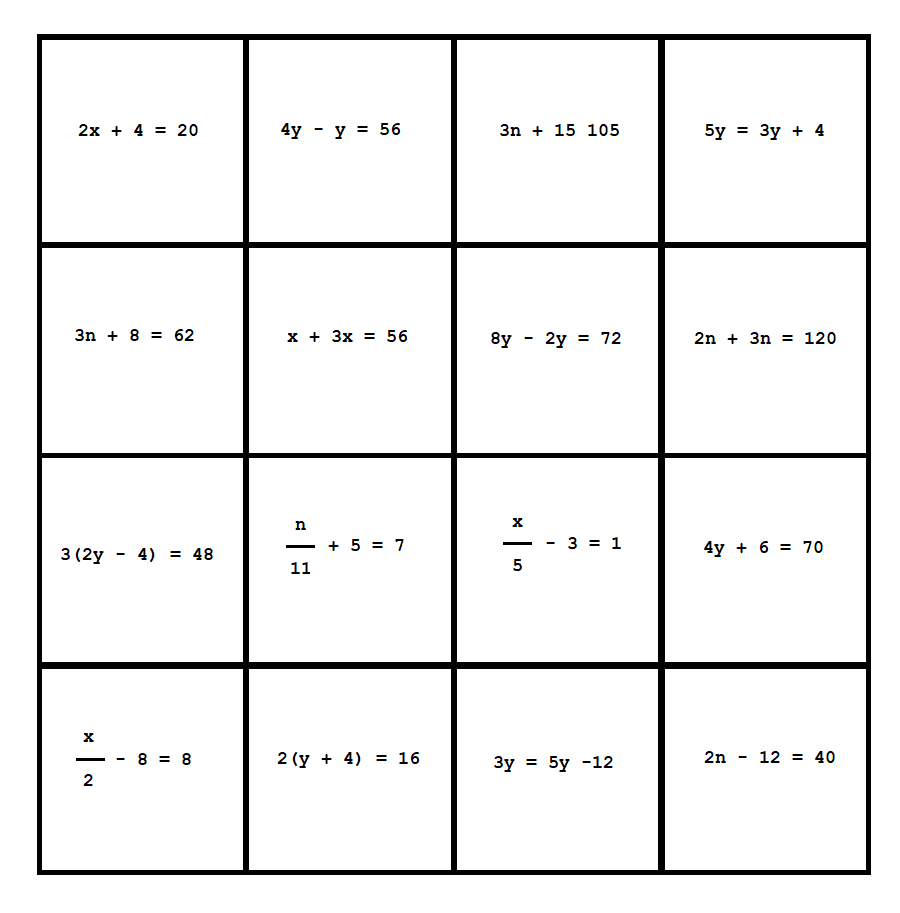 2x + 4 = 20
4y - y = 56
3n + 15 105
5y = 3y + 4
3n + 8 = 62
x + 3x = 56
8y - 2y = 72
2n + 3n = 120
3(2y - 4) = 48
n
11
+ 5 = 7
x
5
- 3 = 1
4y + 6 = 70
x
2
- 8 = 8
2(y + 4) = 16
3y = 5y -12
2n - 12 = 40